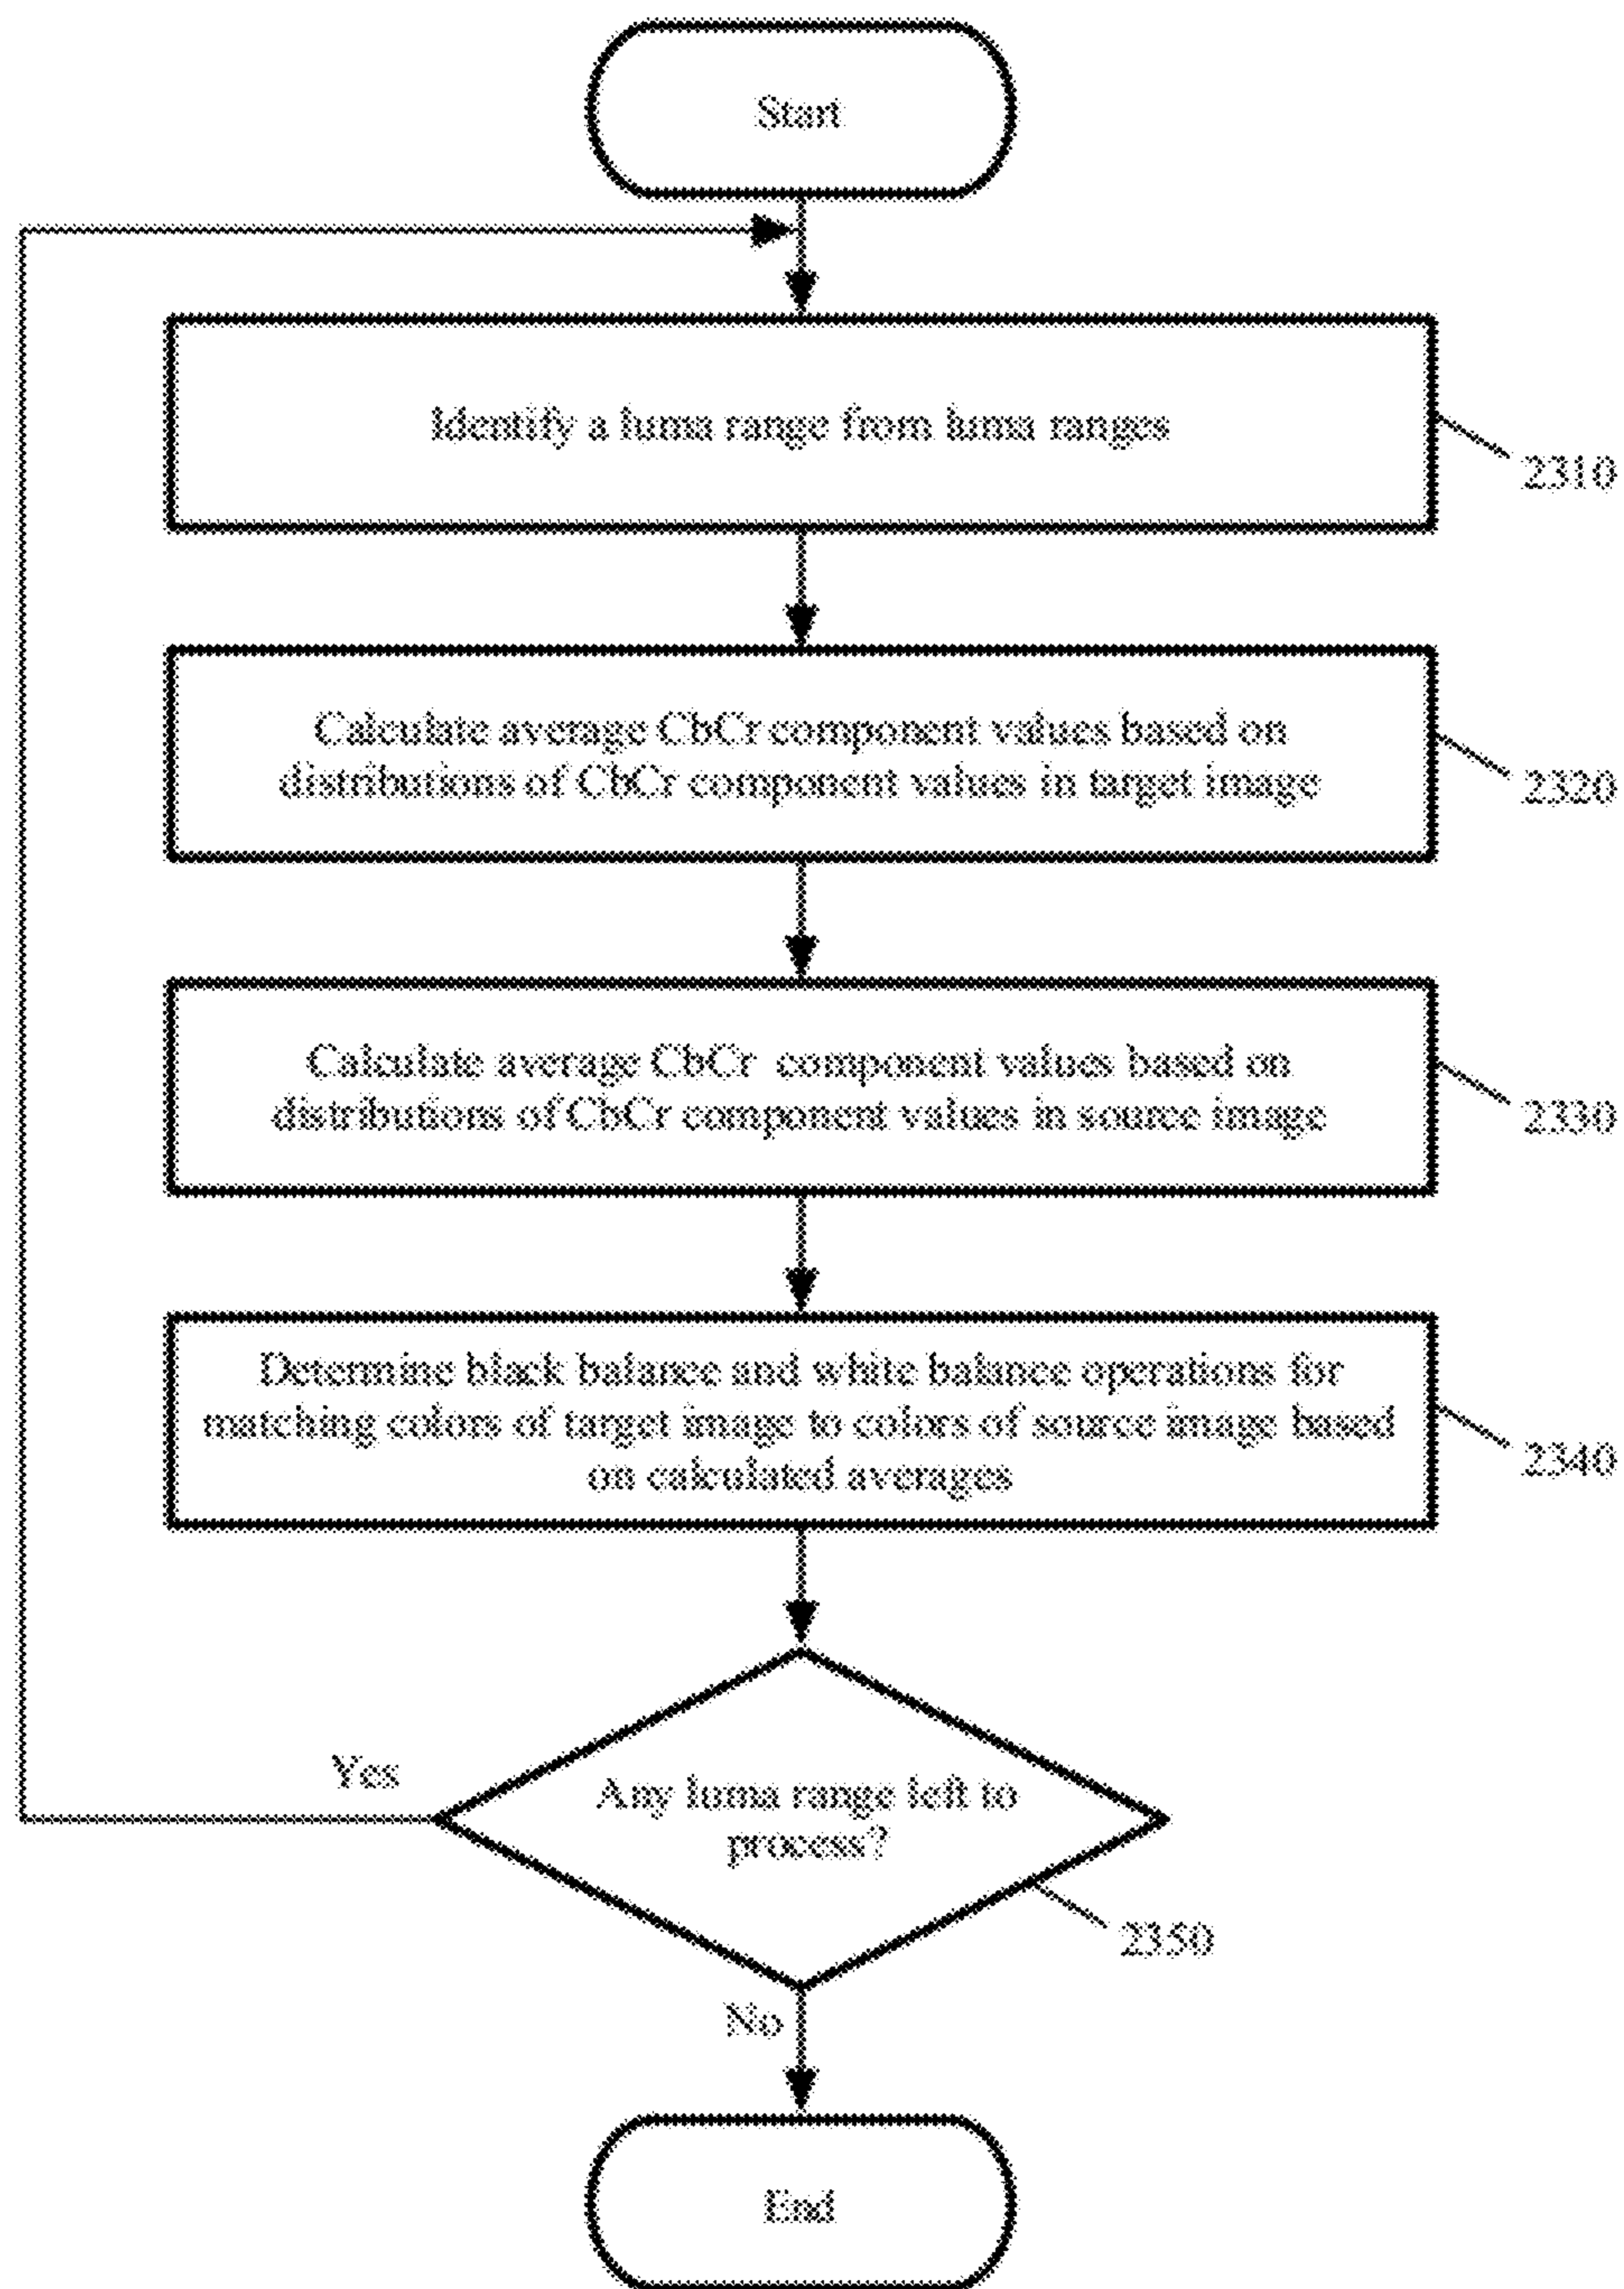 Start
Identify a luma range from luma ranges
2310
Calculate average CbCr component values based on
distributions of CbCr component values in target image
2320
Calculate average CbCr component values based on
distributions of CbCr component values in source image
2330
Determine black balance and white balance operations for
matching colors of target image to colors of source image based
on calculated averages
2340
Yes
Any luma range left to
process?
2350
No
End